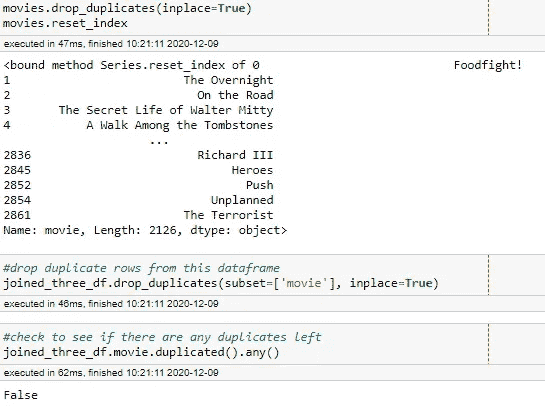 movies.drop_duplicates(inplace=True)
movies.reset_index
executed in 47ms, finished 10:21:11 2020-12-09
<bound method Series.reset_index of 0                           Foodfight!
1                       The Overnight
2                         On the Road
3       The Secret Life of Walter Mitty
4           A Walk Among the Tombstones
                     ...
2836                      Richard III
2845                           Heroes
2852                             Push
2854                        Unplanned
2861                    The Terrorist
Name: movie, Length: 2126, dtype: object>
#drop duplicate rows from this dataframe
joined_three_df.drop_duplicates(subset=['movie'], inplace=True)
executed in 46ms, finished 10:21:11 2020-12-09
#check to see if there are any duplicates left
joined_three_df.movie.duplicated().any()
executed in 62ms, finished 10:21:11 2020-12-09
False